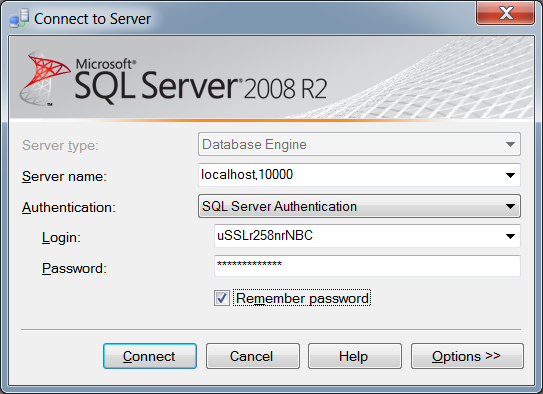 Connect to Server
Microsoft®
SQL Server® 2008 R2
Server type: Database Engine
Server name: localhost,10000
Authentication: SQL Server Authentication
Login: uSSLr258nrNBC
Password: *************
Remember password
Connect Cancel Help Options >>